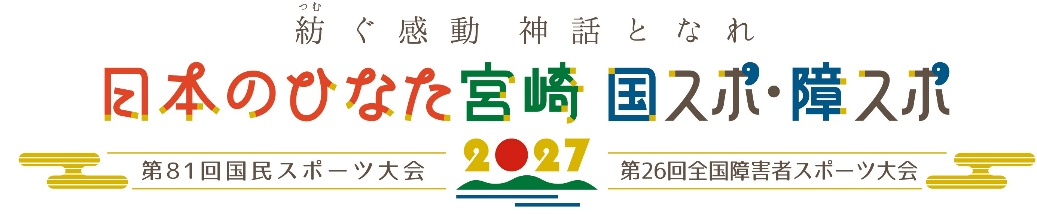 つむ
紡ぐ感動 神話となれ
日本のひなた宮崎 国スポ・障スポ
2027
第81回国民スポーツ大会
第26回全国障害者スポーツ大会